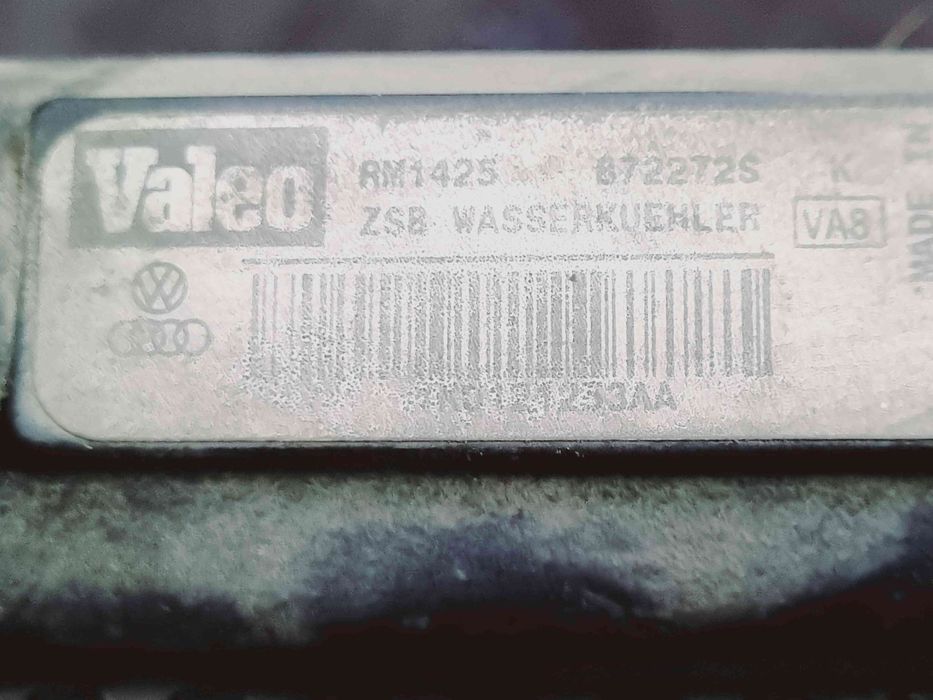 Valeo
RM1425 872272S K
ZSB WASSERKUEHLER VA8
MADE IN